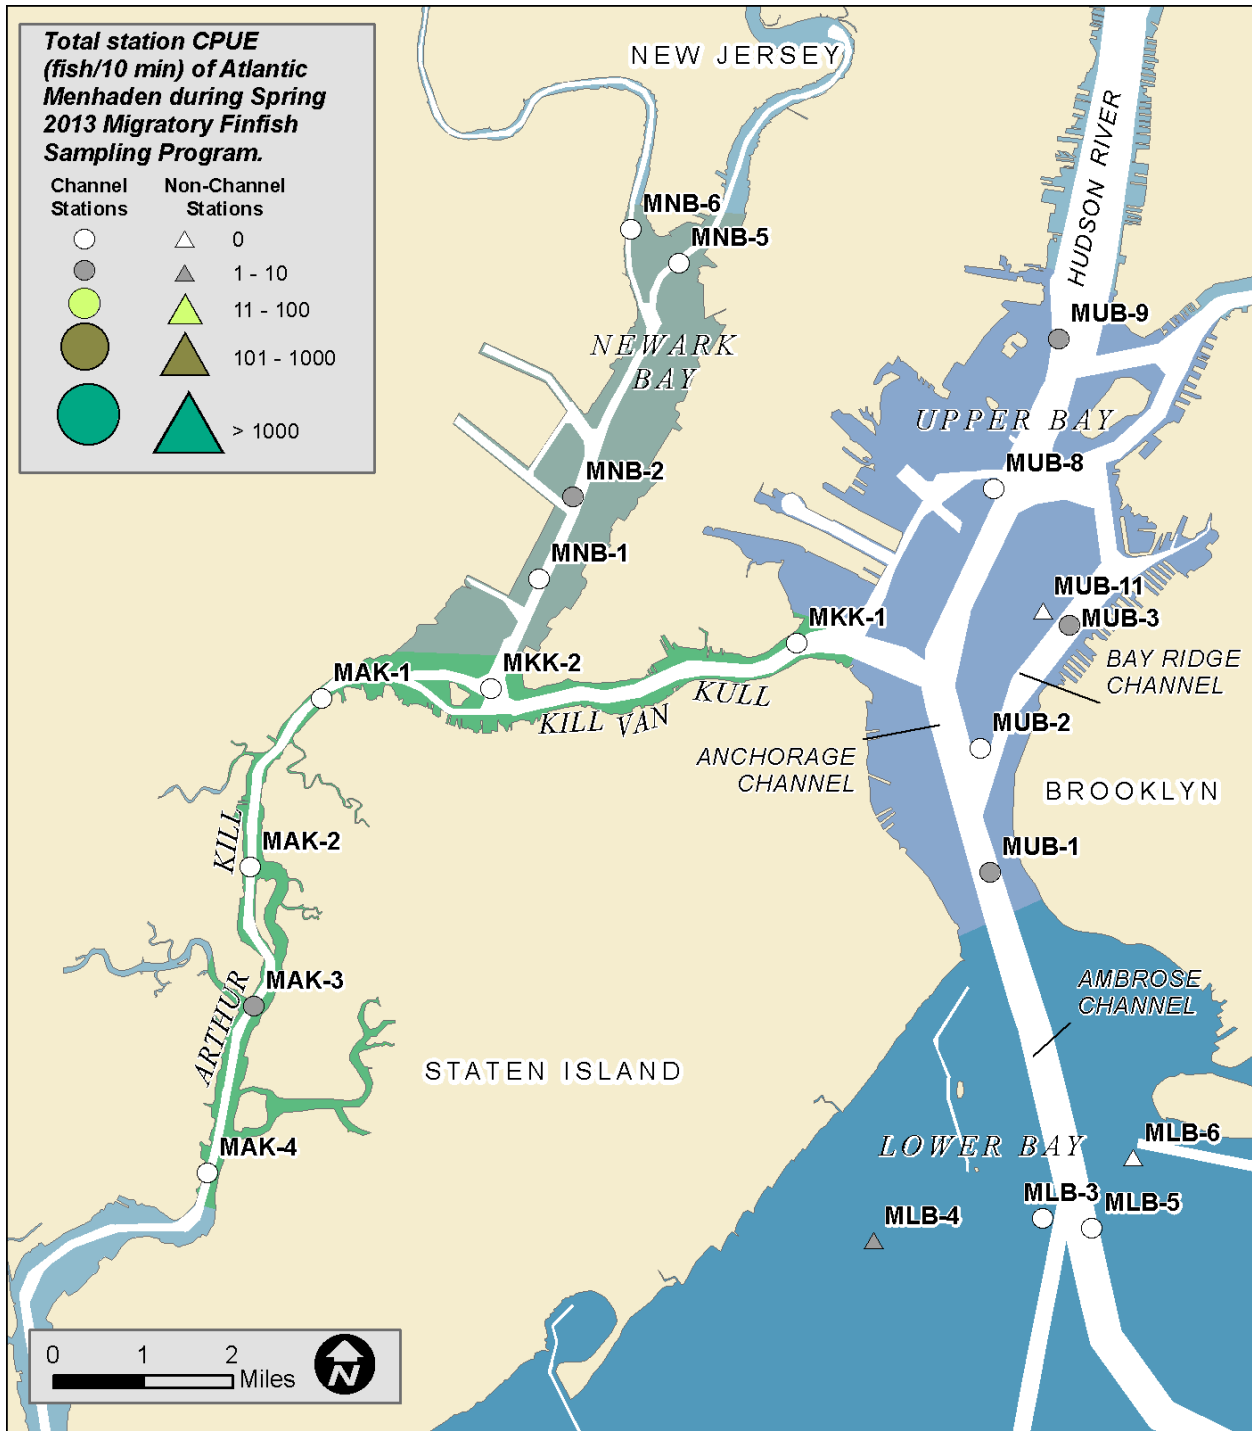 Total station CPUE
(fish/10 min) of Atlantic
Menhaden during Spring
2013 Migratory Finfish
Sampling Program.
Channel Stations
Non-Channel Stations
0
1 - 10
11 - 100
101 - 1000
> 1000
NEW JERSEY
HUDSON RIVER
MNB-6
MNB-5
MUB-9
NEWARK
BAY
UPPER BAY
MUB-8
MNB-2
MNB-1
MUB-11
MUB-3
MKK-1
BAY RIDGE
CHANNEL
MKK-2
MAK-1
KILL VAN KULL
MUB-2
ANCHORAGE
CHANNEL
BROOKLYN
MAK-2
MUB-1
ARTHUR KILL
MAK-3
AMBROSE
CHANNEL
STATEN ISLAND
MAK-4
LOWER BAY
MLB-6
MLB-3
MLB-5
MLB-4
0 1 2
Miles
N